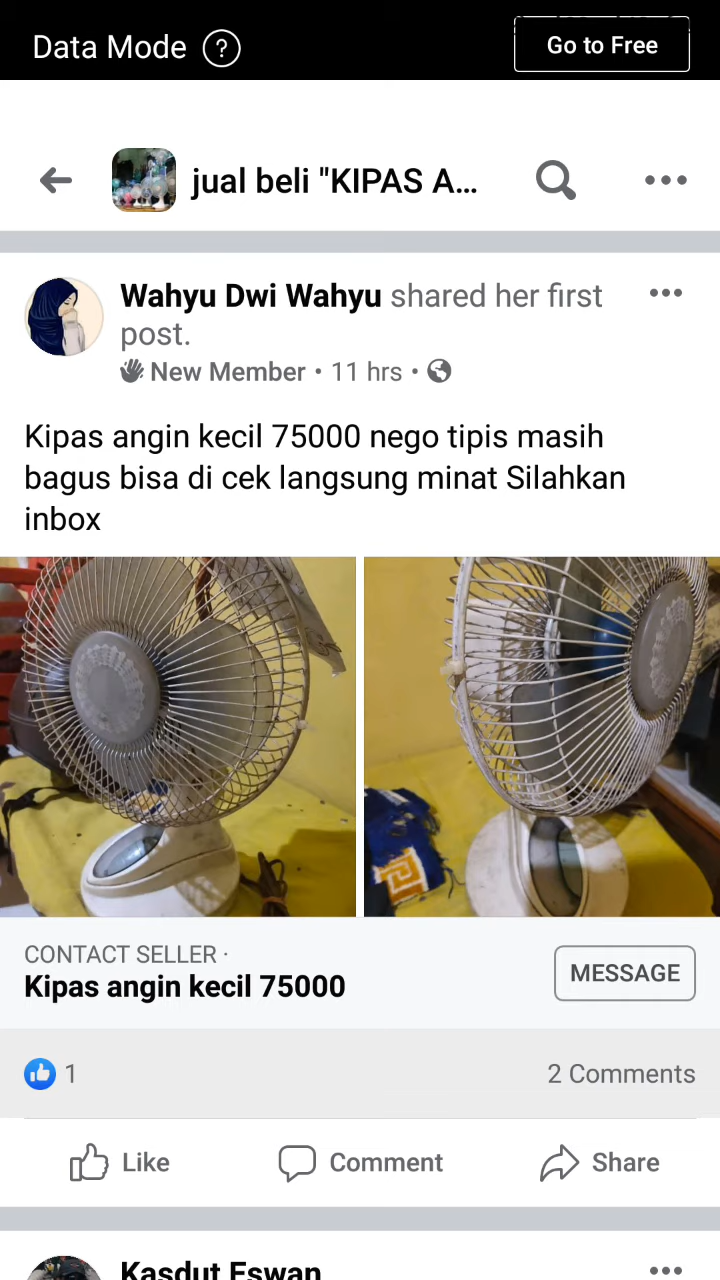 Data Mode ?
Go to Free
jual beli "KIPAS A...
Wahyu Dwi Wahyu shared her first
post.
New Member • 11 hrs •
Kipas angin kecil 75000 nego tipis masih
bagus bisa di cek langsung minat Silahkan
inbox
CONTACT SELLER ·
Kipas angin kecil 75000
MESSAGE
1
2 Comments
Like
Comment
Share
Kasdut Eswan